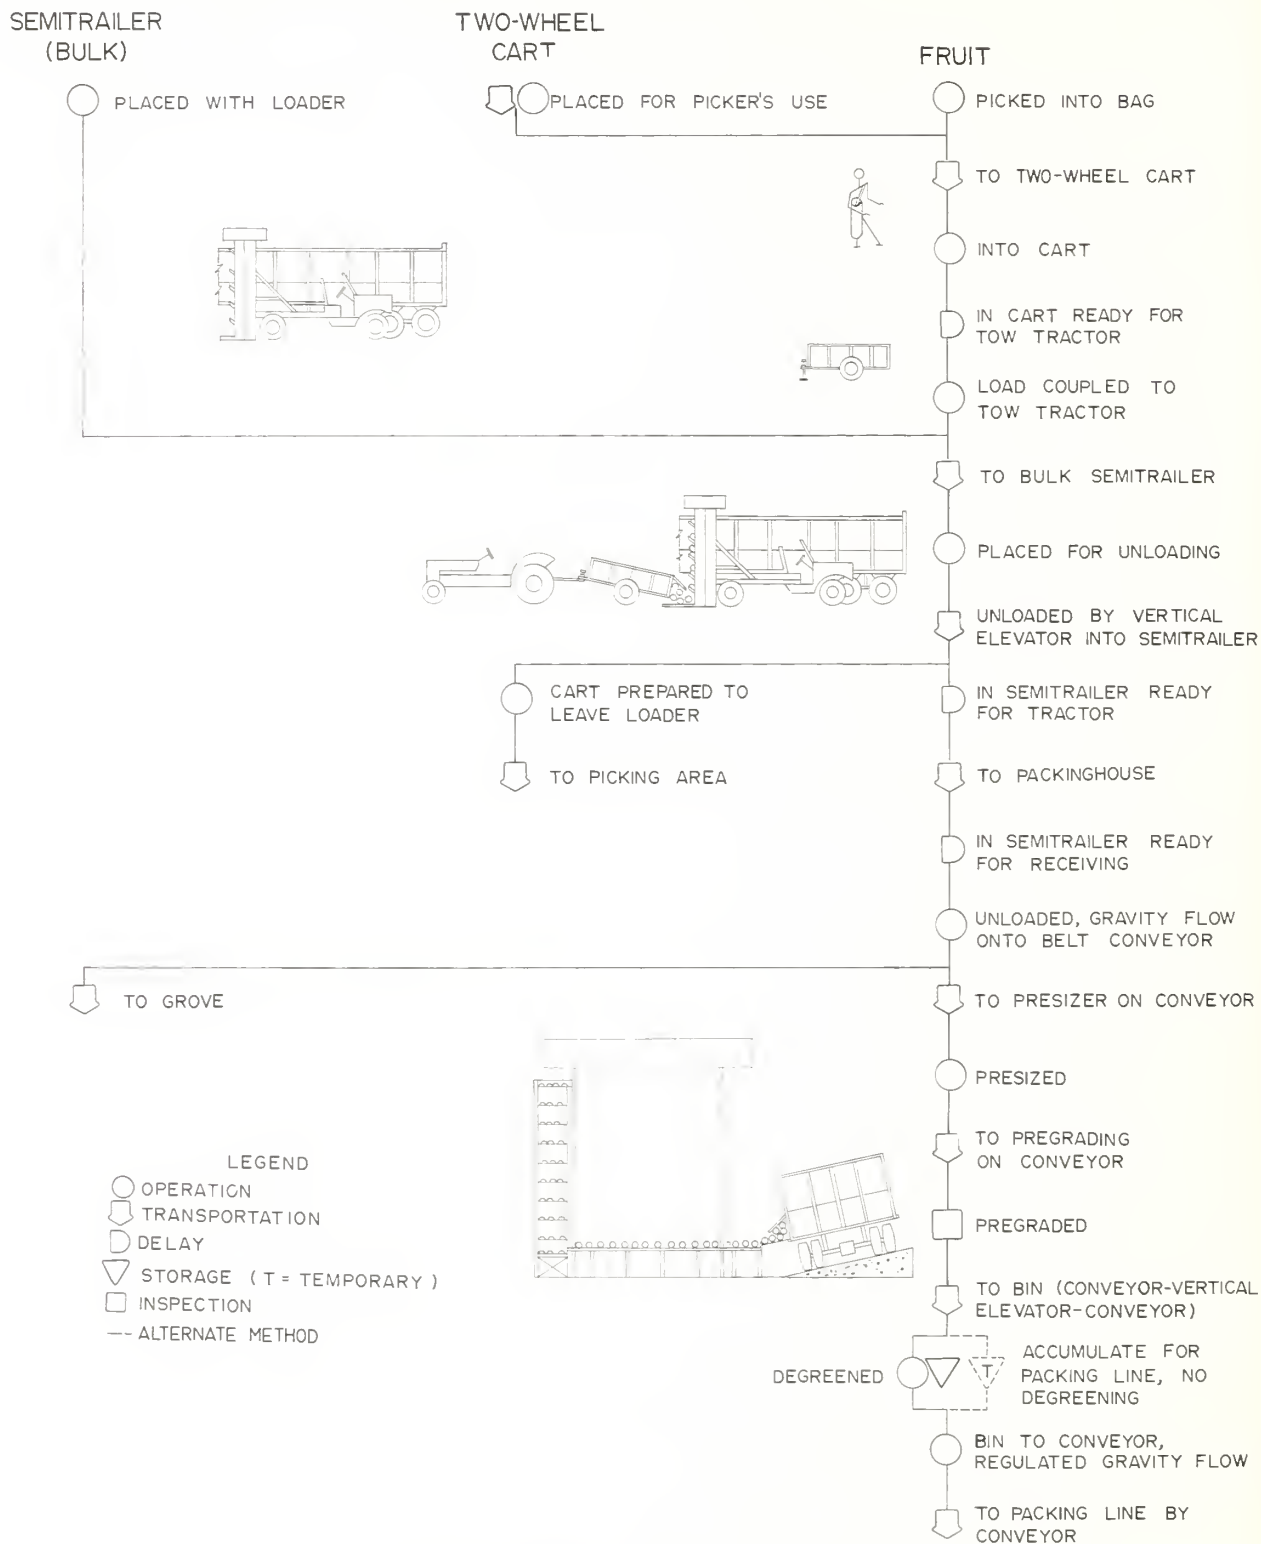 SEMITRAILER
(BULK)
TWO-WHEEL
CART
FRUIT
PLACED WITH LOADER
PLACED FOR PICKER'S USE
PICKED INTO BAG
TO TWO-WHEEL CART
INTO CART
IN CART READY FOR
TOW TRACTOR
LOAD COUPLED TO
TOW TRACTOR
TO BULK SEMITRAILER
PLACED FOR UNLOADING
UNLOADED BY VERTICAL
ELEVATOR INTO SEMITRAILER
CART PREPARED TO
LEAVE LOADER
IN SEMITRAILER READY
FOR TRACTOR
TO PICKING AREA
TO PACKINGHOUSE
IN SEMITRAILER READY
FOR RECEIVING
UNLOADED, GRAVITY FLOW
ONTO BELT CONVEYOR
TO GROVE
TO PRESIZER ON CONVEYOR
PRESIZED
TO PREGRADING
ON CONVEYOR
LEGEND
OPERATION
TRANSPORTATION
DELAY
STORAGE (T = TEMPORARY)
INSPECTION
--- ALTERNATE METHOD
PREGRADED
TO BIN (CONVEYOR-VERTICAL
ELEVATOR-CONVEYOR)
DEGREENED
T
ACCUMULATE FOR
PACKING LINE, NO
DEGREENING
BIN TO CONVEYOR,
REGULATED GRAVITY FLOW
TO PACKING LINE BY
CONVEYOR